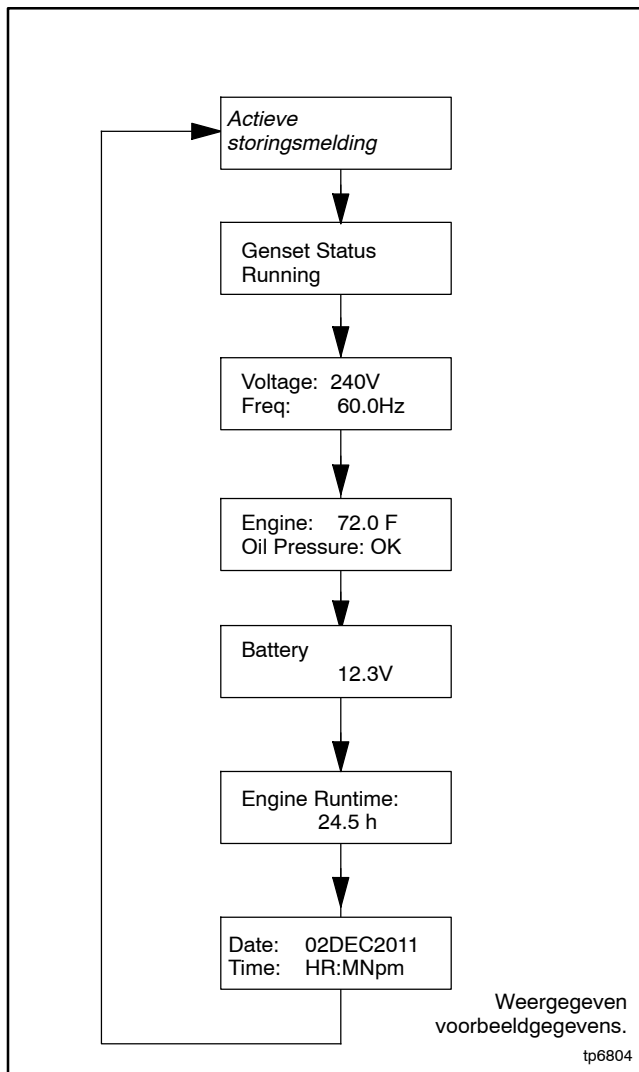 Actieve
storingsmelding
Genset Status
Running
Voltage: 240V
Freq: 60.0Hz
Engine: 72.0 F
Oil Pressure: OK
Battery
12.3V
Engine Runtime:
24.5 h
Date: 02DEC2011
Time: HR:MNpm
Weergegeven
voorbeeldgegevens.
tp6804